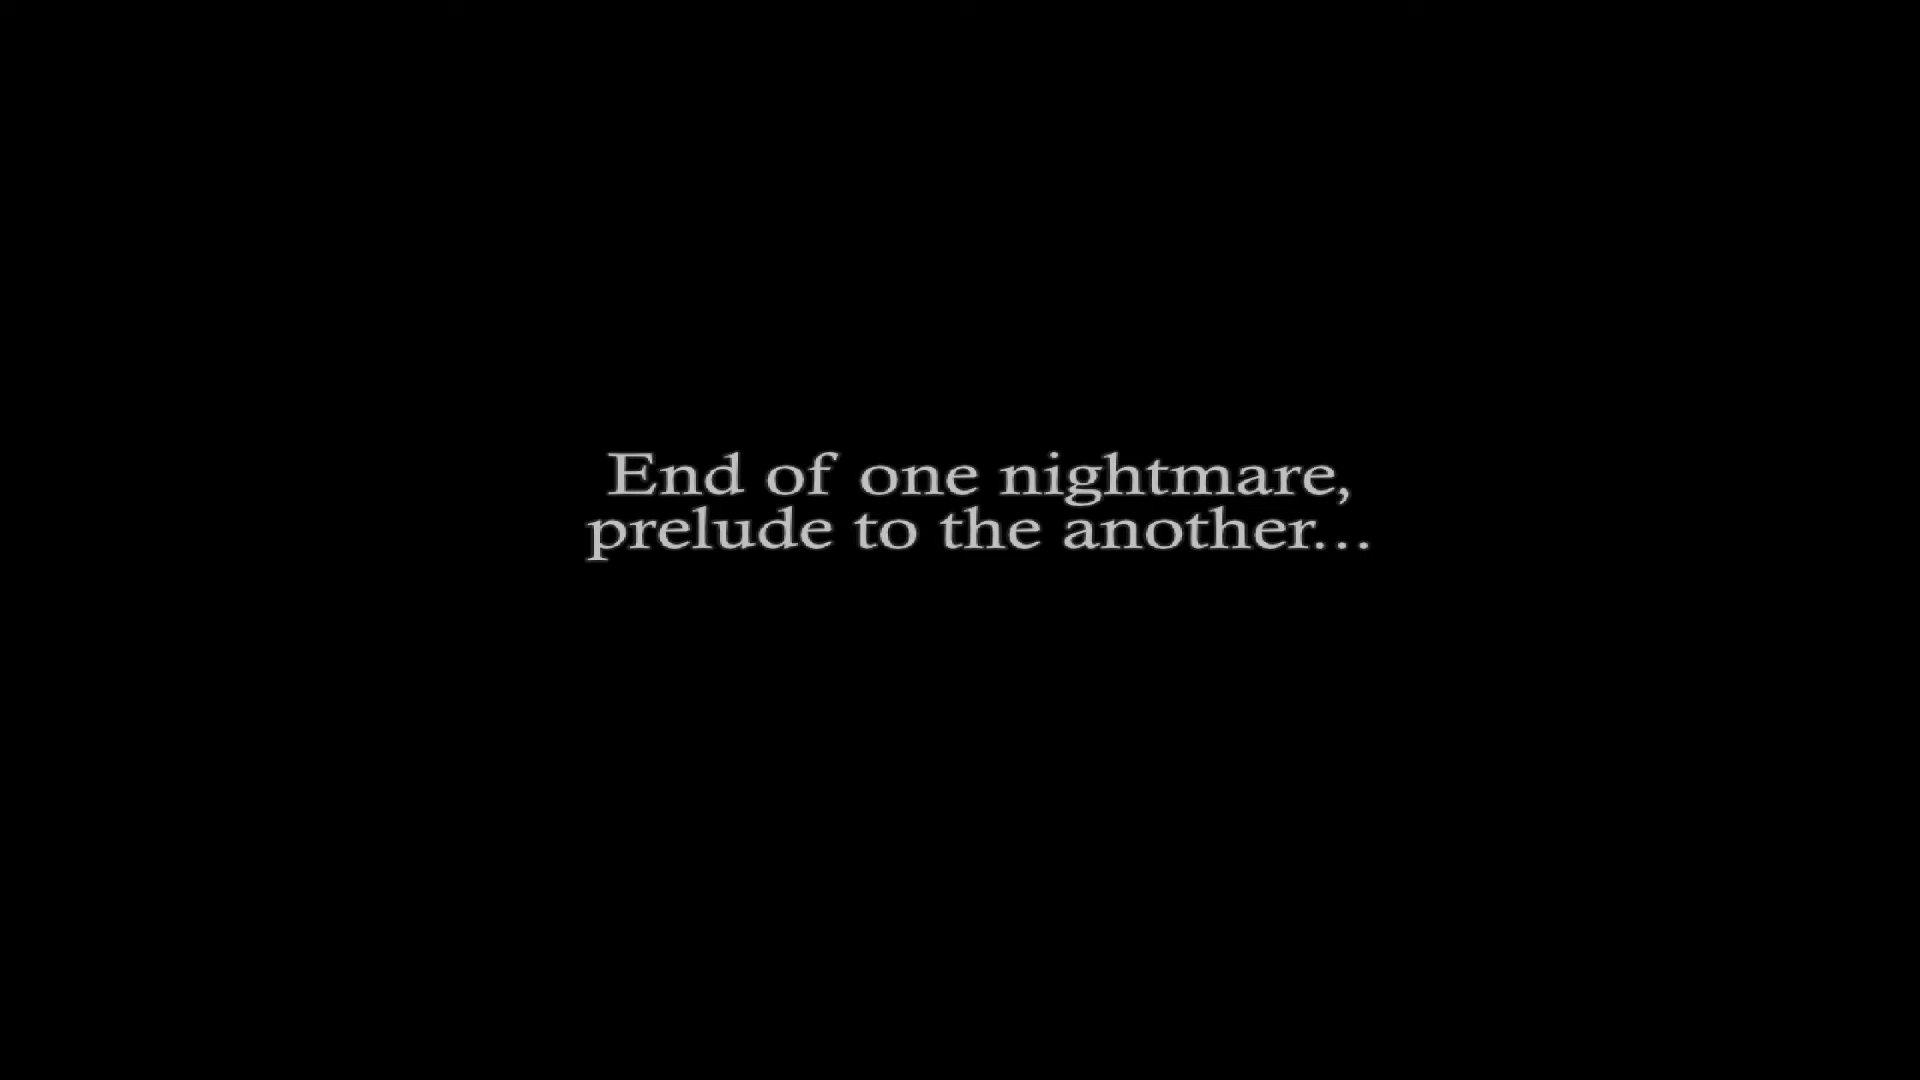 End of one nightmare,
prelude to the another...